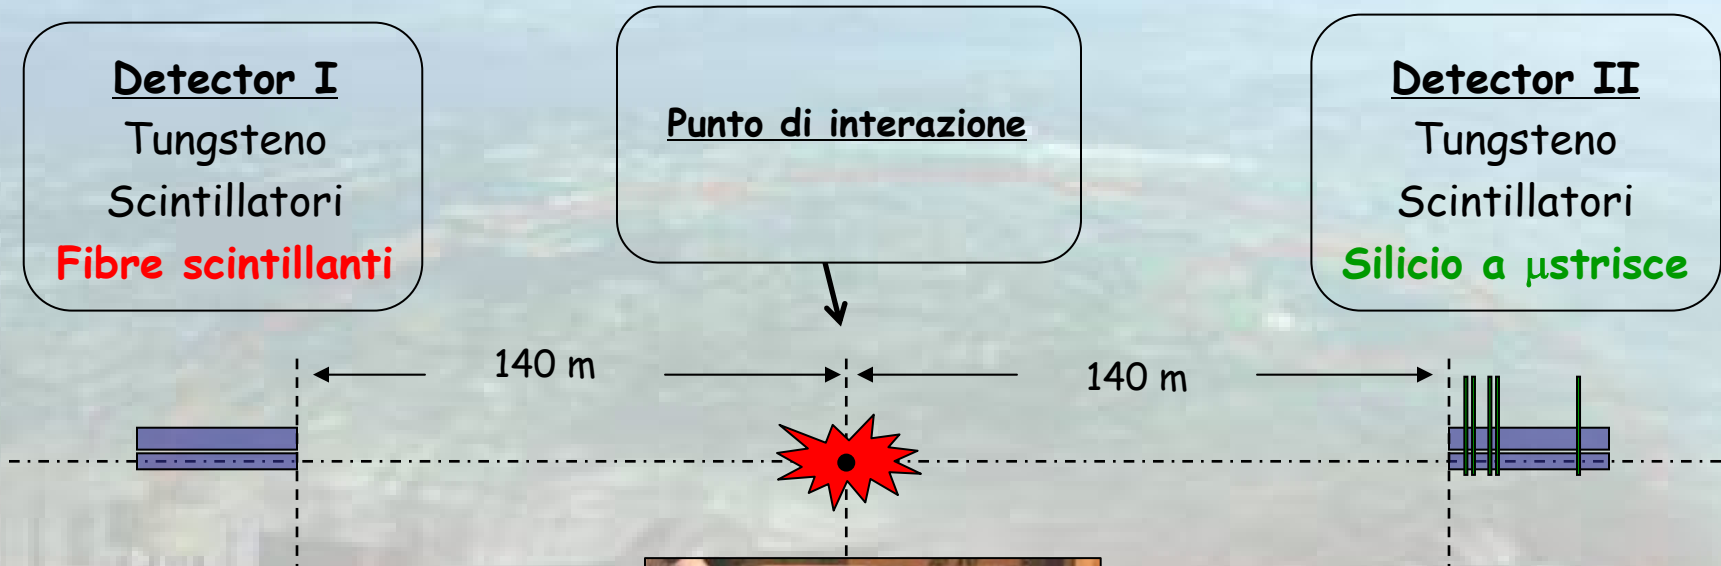 Detector I
Tungsteno
Scintillatori
Fibre scintillanti
Punto di interazione
Detector II
Tungsteno
Scintillatori
Silicio a μstrisce
140 m
140 m